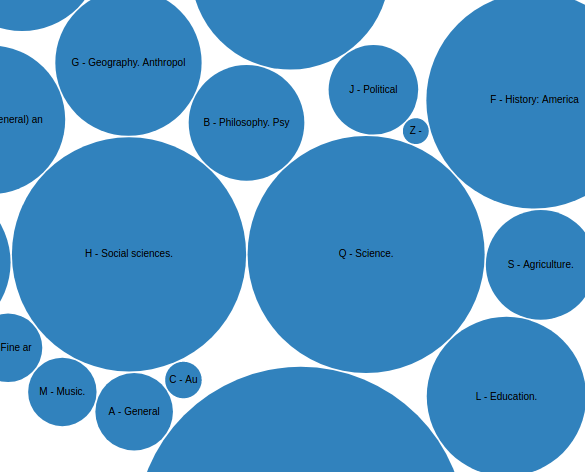 G - Geography. Anthropol
J - Political
F - History: America
eneral) an
B - Philosophy. Psy
Z -
H - Social sciences.
Q - Science.
S - Agriculture.
Fine ar
C - Au
M - Music.
L - Education.
A - General